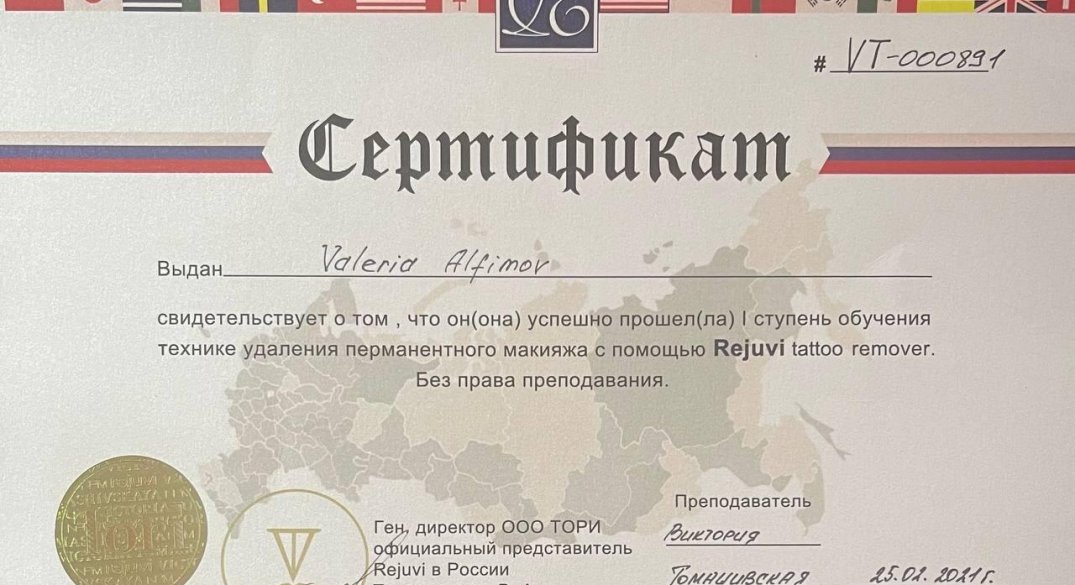 # VT-000891
Сертификат
Выдан Valeria Alfimov
свидетельствует о том , что он(она) успешно прошел(ла) I ступень обучения
технике удаления перманентного макияжа с помощью Rejuvi tattoo remover.
Без права преподавания.
Преподаватель
Виктория
Ген, директор ООО ТОРИ
официальный представитель
Rejuvi в России
25.02.2021г.